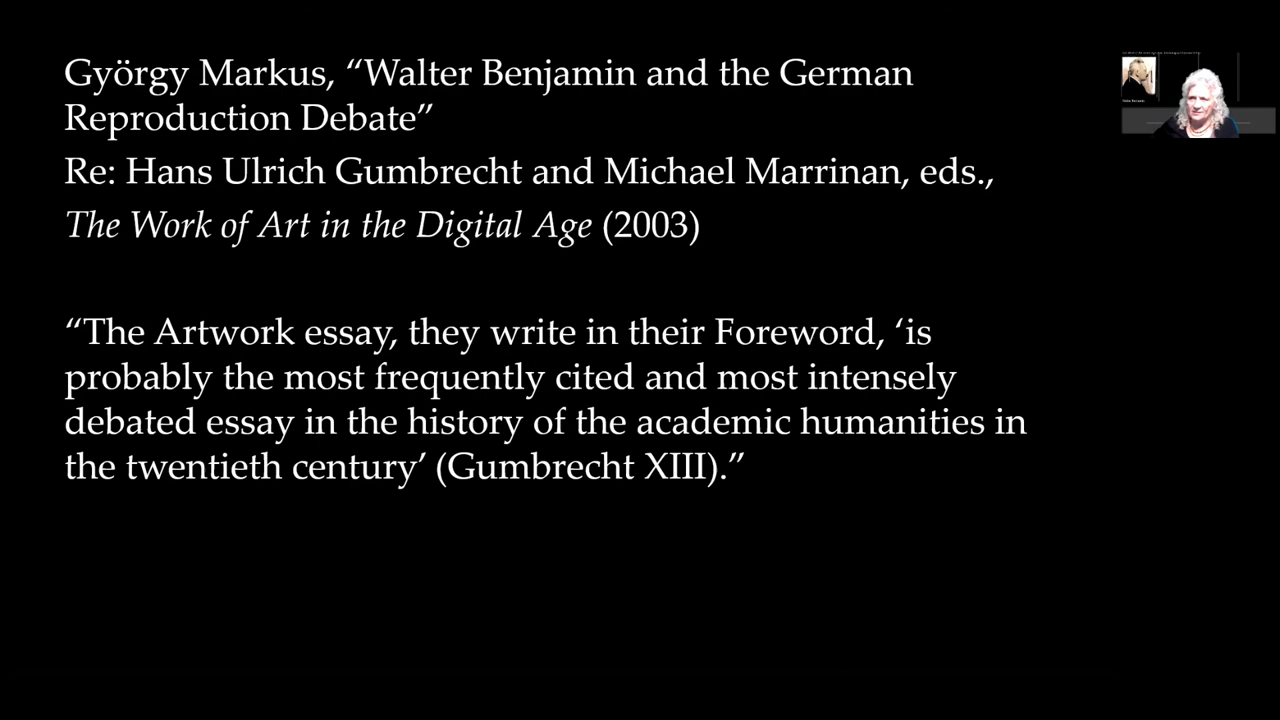 György Markus, “Walter Benjamin and the German
Reproduction Debate”
Re: Hans Ulrich Gumbrecht and Michael Marrinan, eds.,
The Work of Art in the Digital Age (2003)
“The Artwork essay, they write in their Foreword, ‘is
probably the most frequently cited and most intensely
debated essay in the history of the academic humanities in
the twentieth century’ (Gumbrecht XIII).”